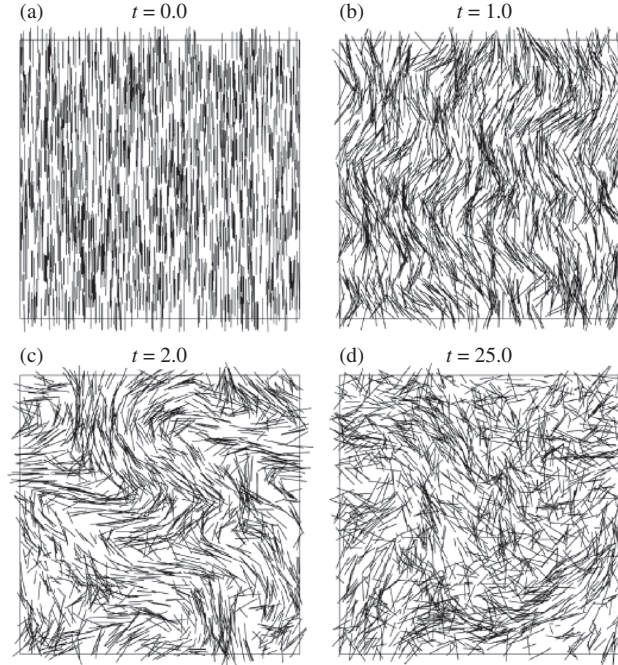 (a) t = 0.0
(b) t = 1.0
(c) t = 2.0
(d) t = 25.0